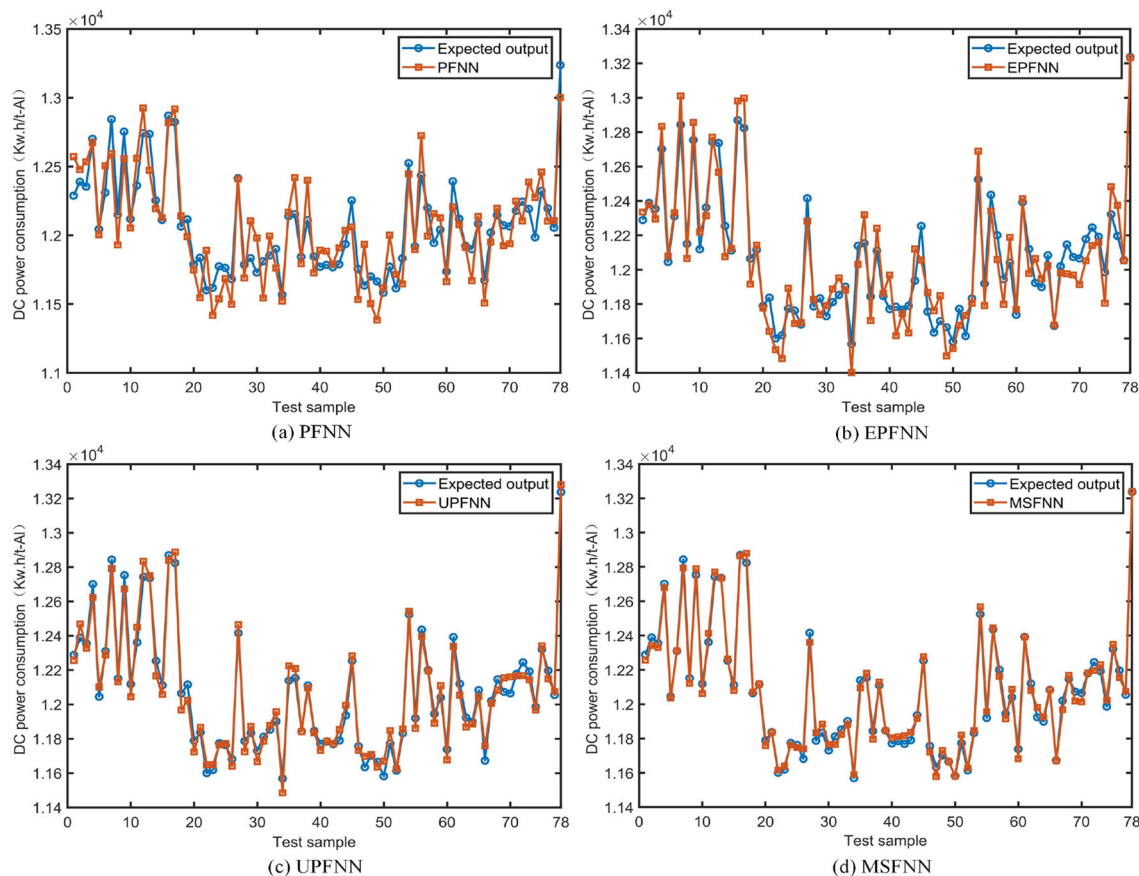 ×10⁴
1.35
1.3
1.25
1.2
1.15
1.1
DC power consumption（Kw.h/t-Al）
Expected output
PFNN
0 10 20 30 40 50 60 70 78
Test sample
(a) PFNN
×10⁴
1.34
1.32
1.3
1.28
1.26
1.24
1.22
1.2
1.18
1.16
1.14
DC power consumption（Kw.h/t-Al）
Expected output
EPFNN
0 10 20 30 40 50 60 70 78
Test sample
(b) EPFNN
×10⁴
1.34
1.32
1.3
1.28
1.26
1.24
1.22
1.2
1.18
1.16
1.14
DC power consumption（Kw.h/t-Al）
Expected output
UPFNN
0 10 20 30 40 50 60 70 78
Test sample
(c) UPFNN
×10⁴
1.34
1.32
1.3
1.28
1.26
1.24
1.22
1.2
1.18
1.16
1.14
DC power consumption（Kw.h/t-Al）
Expected output
MSFNN
0 10 20 30 40 50 60 70 78
Test sample
(d) MSFNN